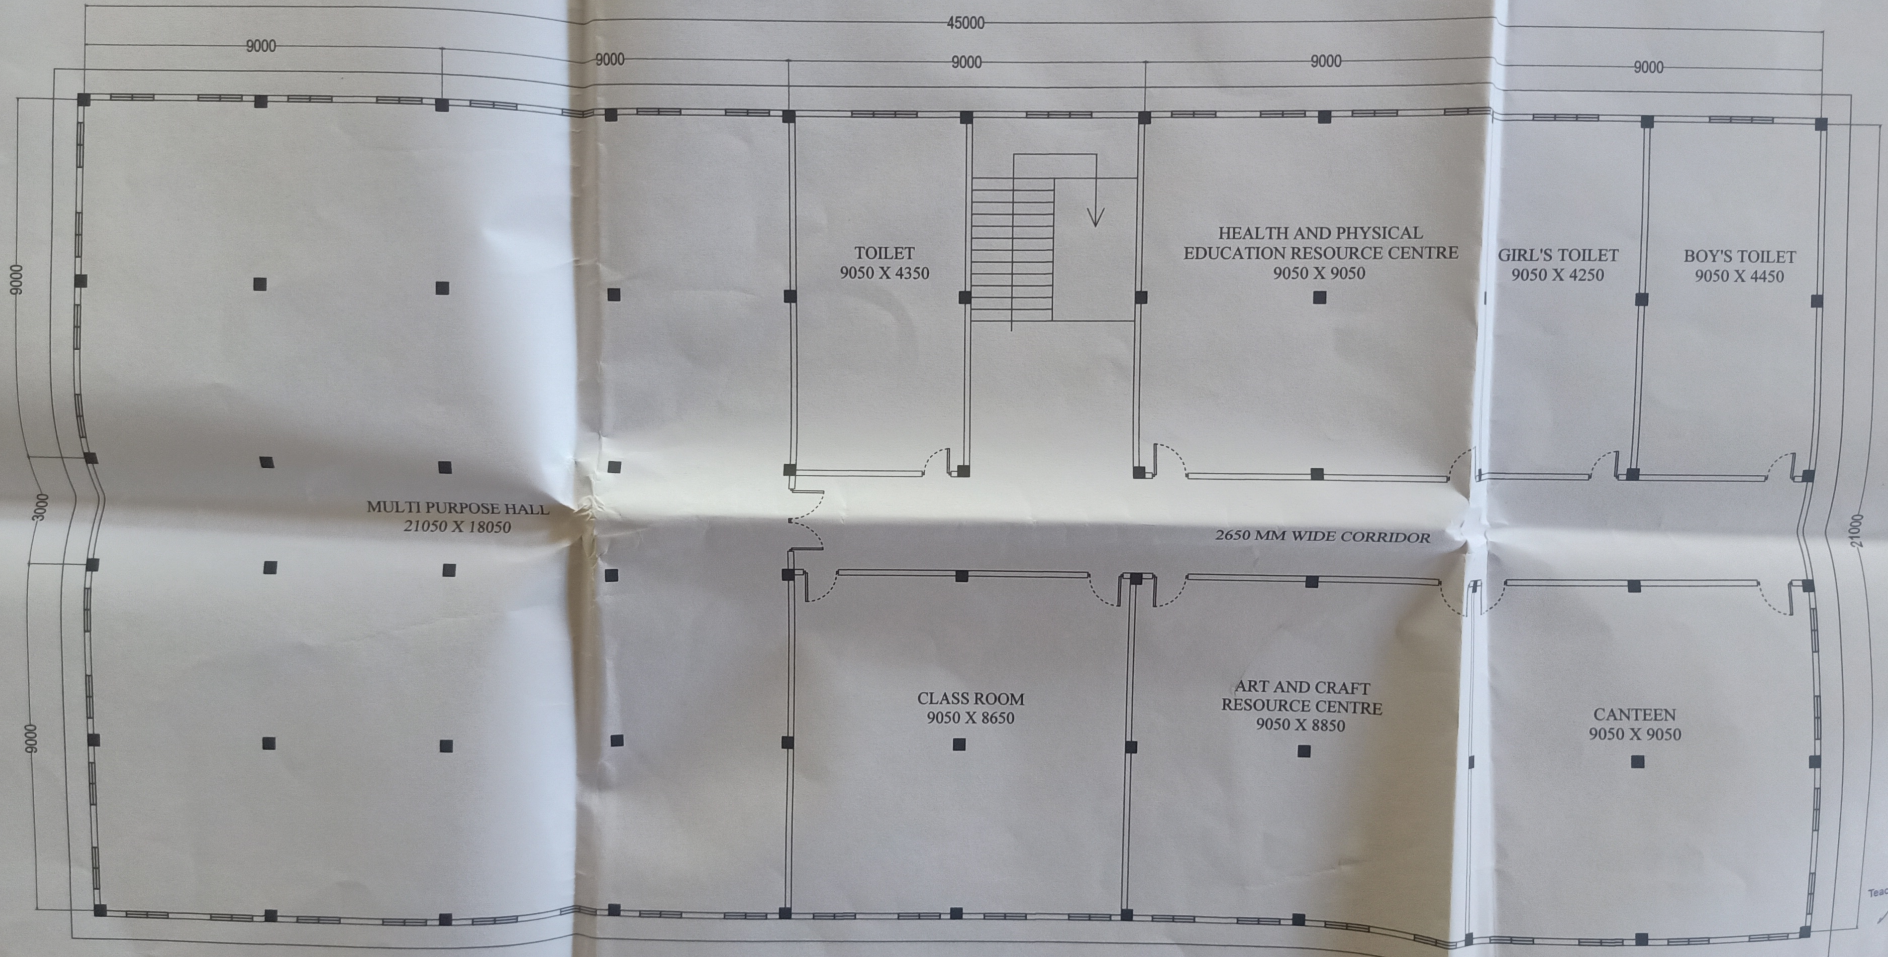 45000
9000
9000
9000
9000
9000
9000
3000
9000
21000
TOILET
9050 X 4350
HEALTH AND PHYSICAL
EDUCATION RESOURCE CENTRE
9050 X 9050
GIRL'S TOILET
9050 X 4250
BOY'S TOILET
9050 X 4450
MULTI PURPOSE HALL
21050 X 18050
2650 MM WIDE CORRIDOR
CLASS ROOM
9050 X 8650
ART AND CRAFT
RESOURCE CENTRE
9050 X 8850
CANTEEN
9050 X 9050